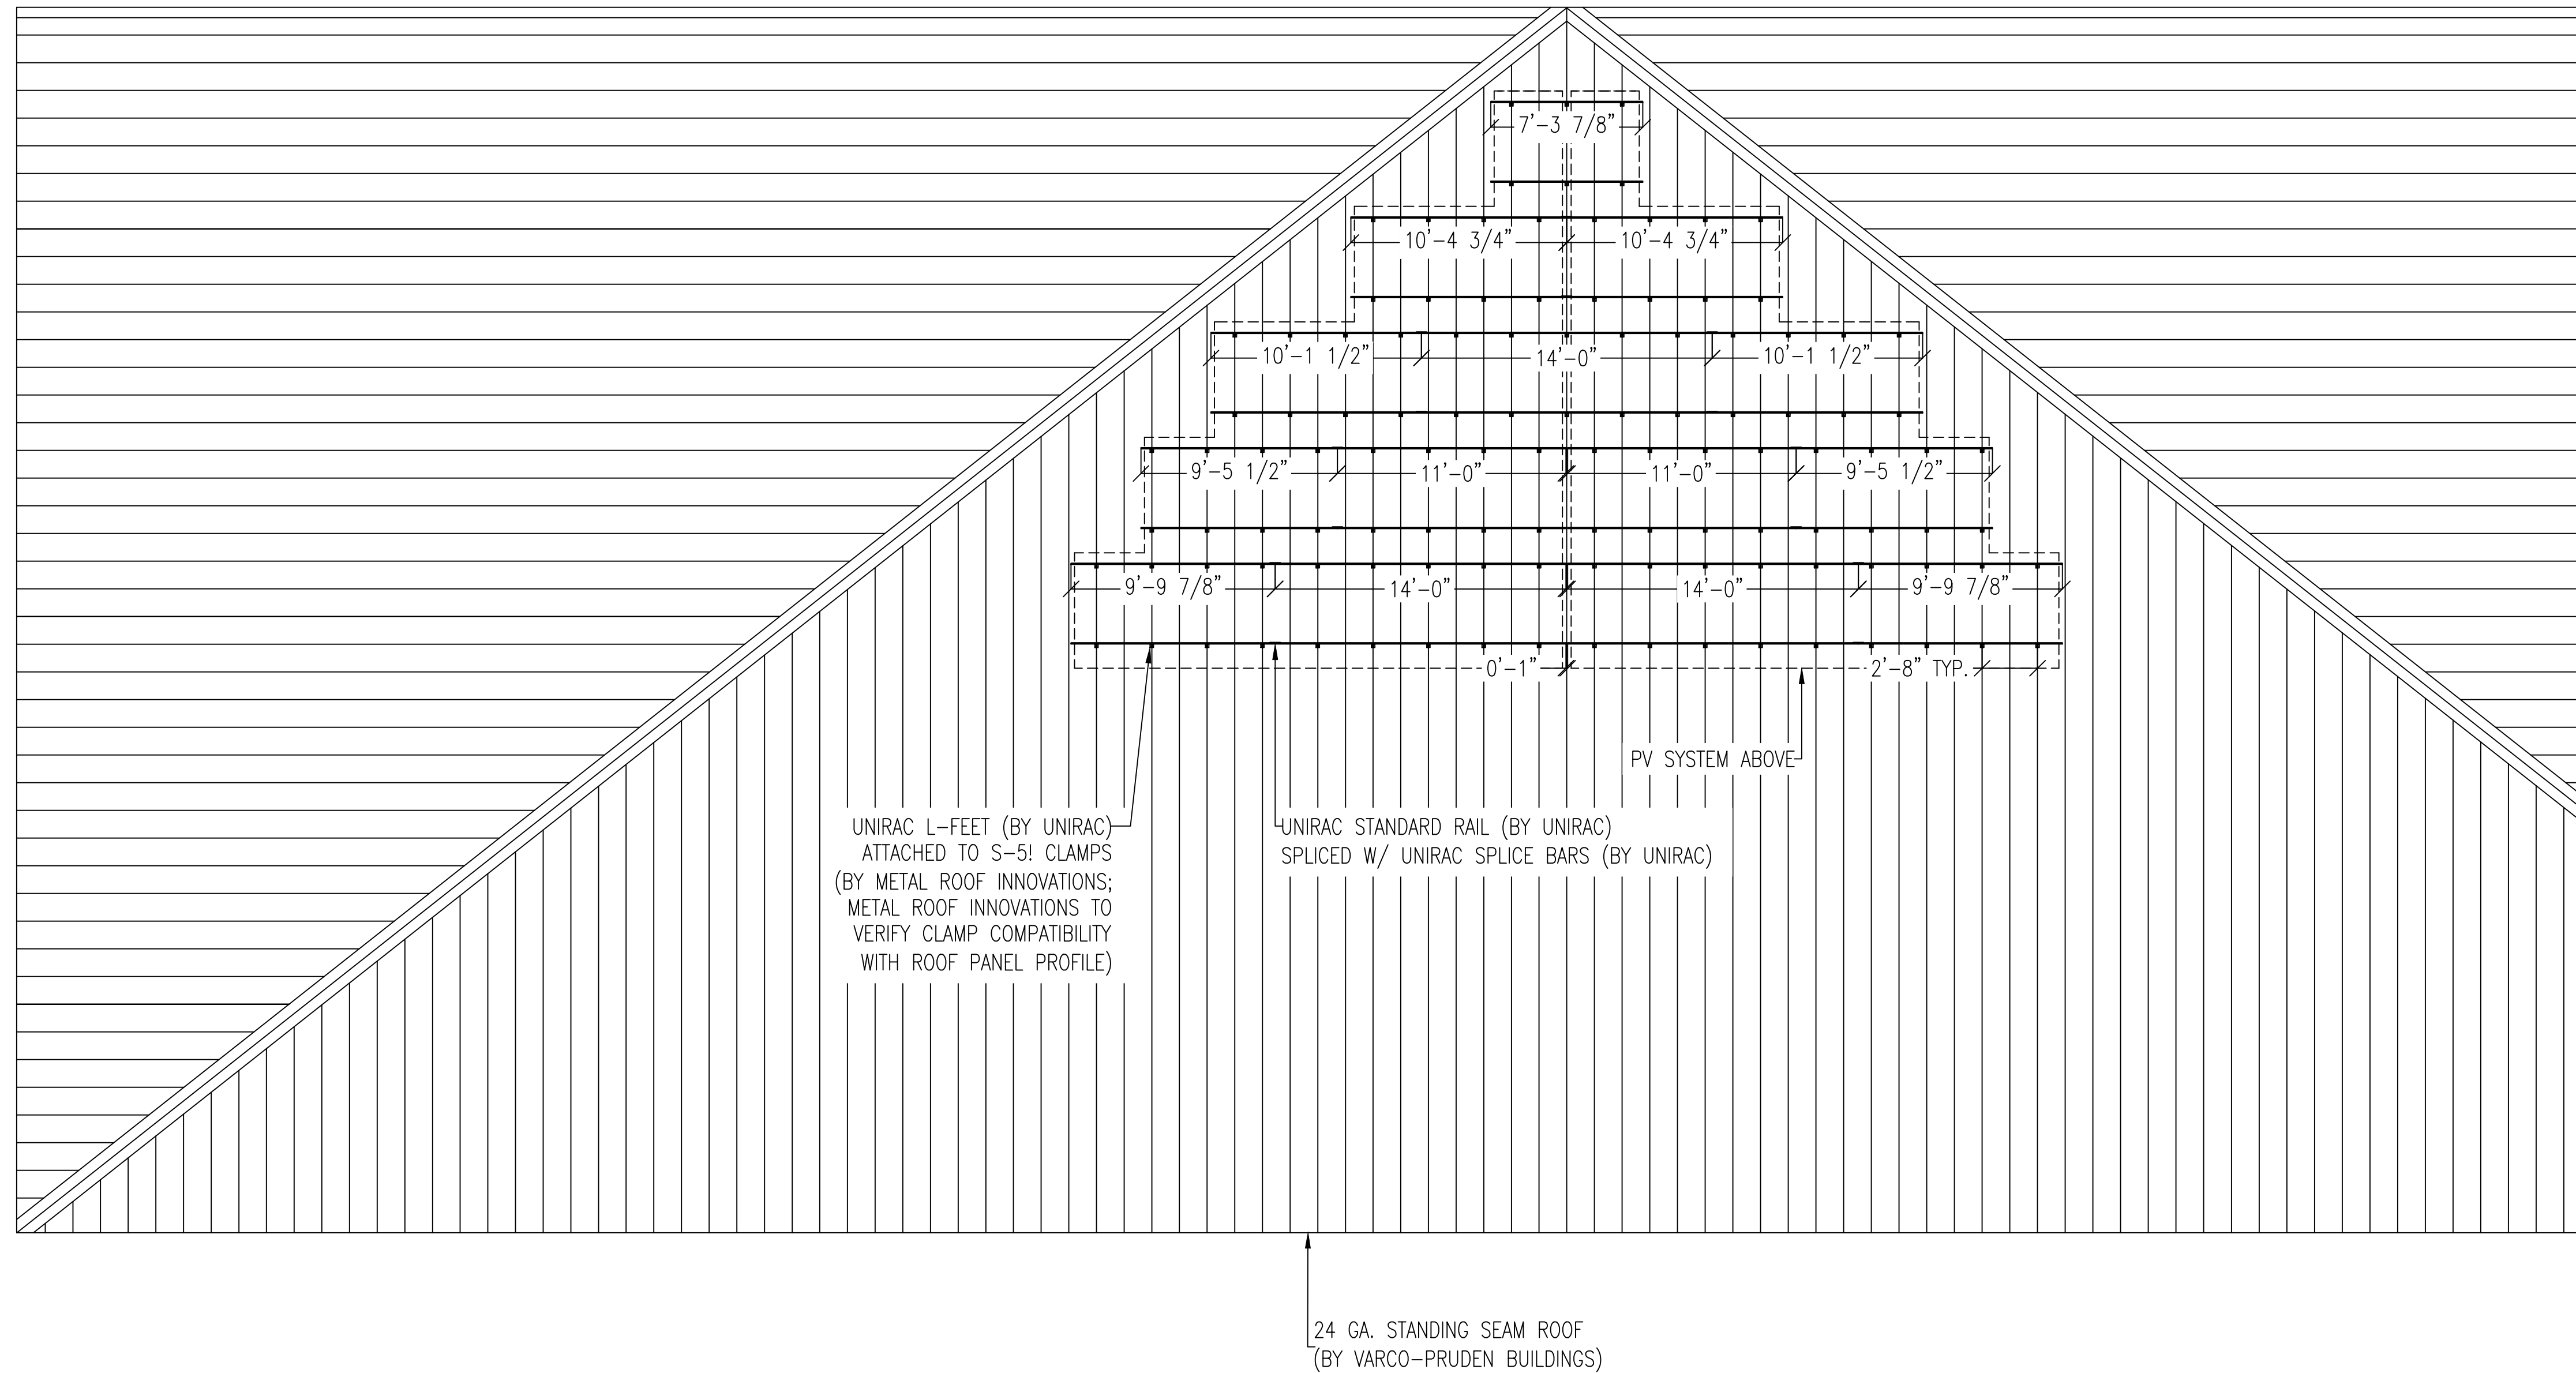 7'-3 7/8"
10'-4 3/4" 10'-4 3/4"
10'-1 1/2" 14'-0" 10'-1 1/2"
9'-5 1/2" 11'-0" 11'-0" 9'-5 1/2"
9'-9 7/8" 14'-0" 14'-0" 9'-9 7/8"
0'-1" 2'-8" TYP.
PV SYSTEM ABOVE
UNIRAC L-FEET (BY UNIRAC)
ATTACHED TO S-5! CLAMPS
(BY METAL ROOF INNOVATIONS;
METAL ROOF INNOVATIONS TO
VERIFY CLAMP COMPATIBILITY
WITH ROOF PANEL PROFILE)
UNIRAC STANDARD RAIL (BY UNIRAC)
SPLICED W/ UNIRAC SPLICE BARS (BY UNIRAC)
24 GA. STANDING SEAM ROOF
(BY VARCO-PRUDEN BUILDINGS)